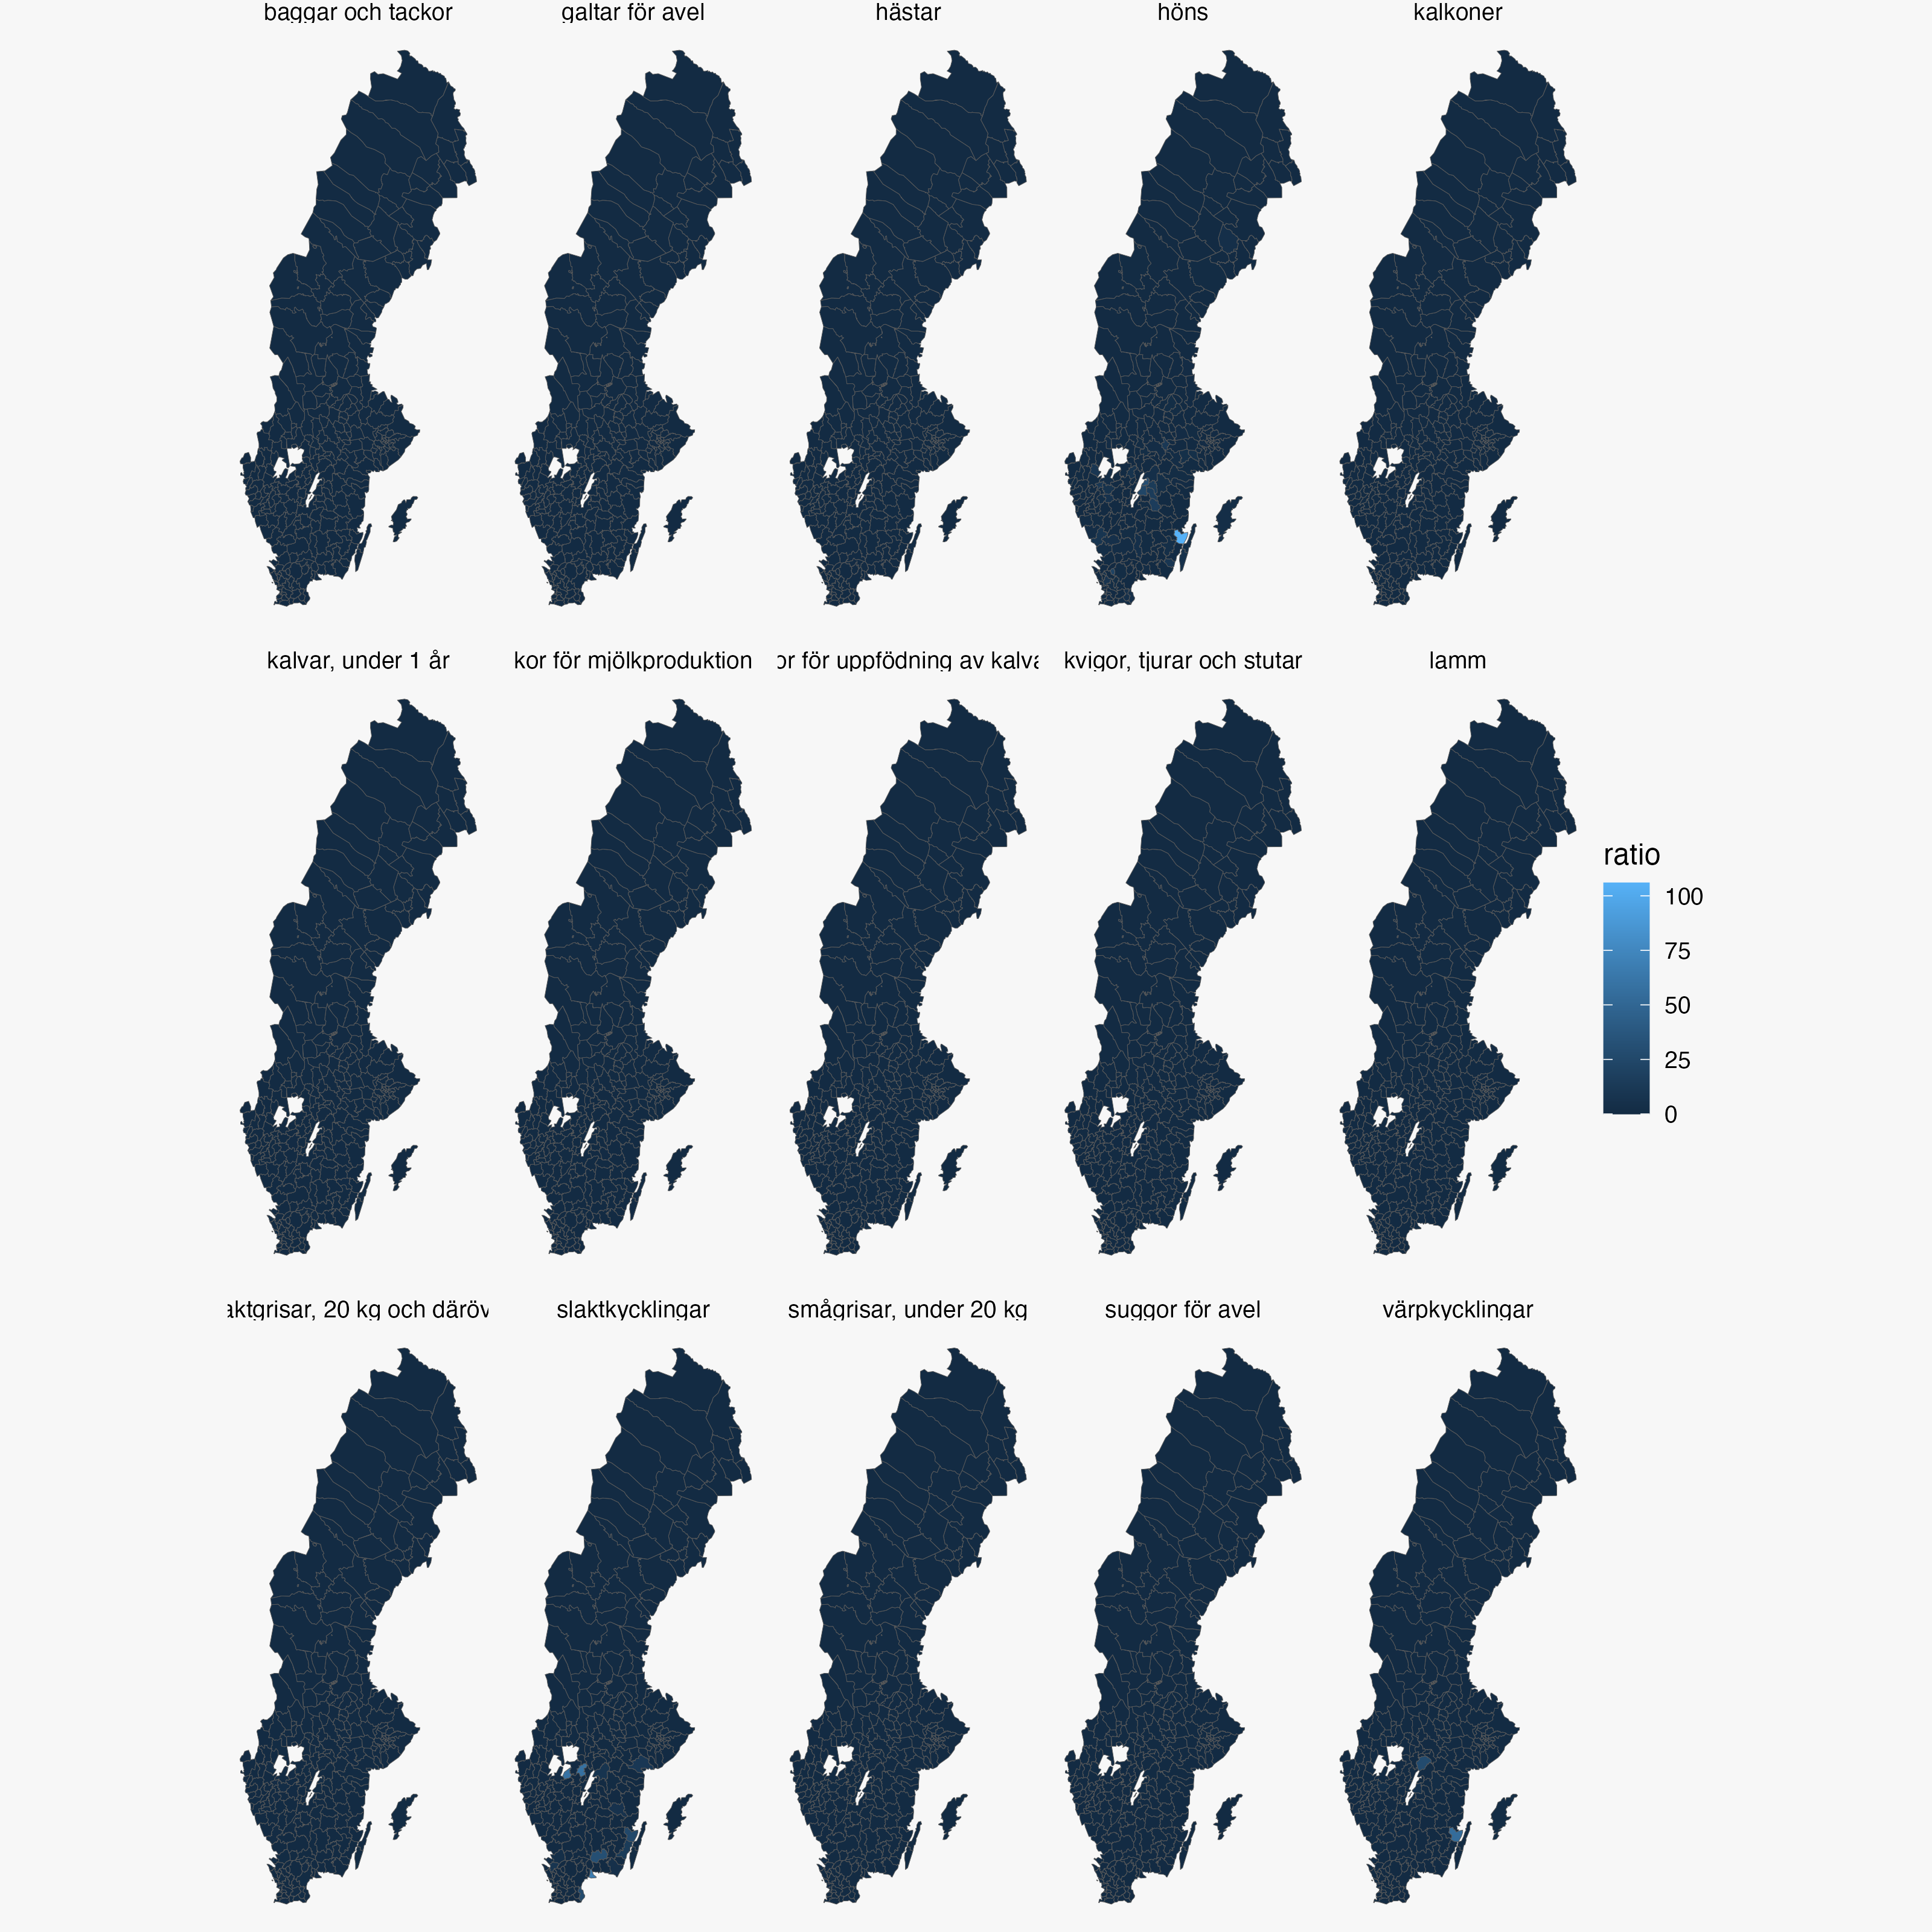 baggar och tackor
galtar för avel
hästar
höns
kalkoner
kalvar, under 1 år
kor för mjölkproduktion
or för uppfödning av kalva
kvigor, tjurar och stutar
lamm
ratio
100
75
50
25
0
aktgrisar, 20 kg och däröv
slaktkycklingar
smågrisar, under 20 kg
suggor för avel
värpkycklingar